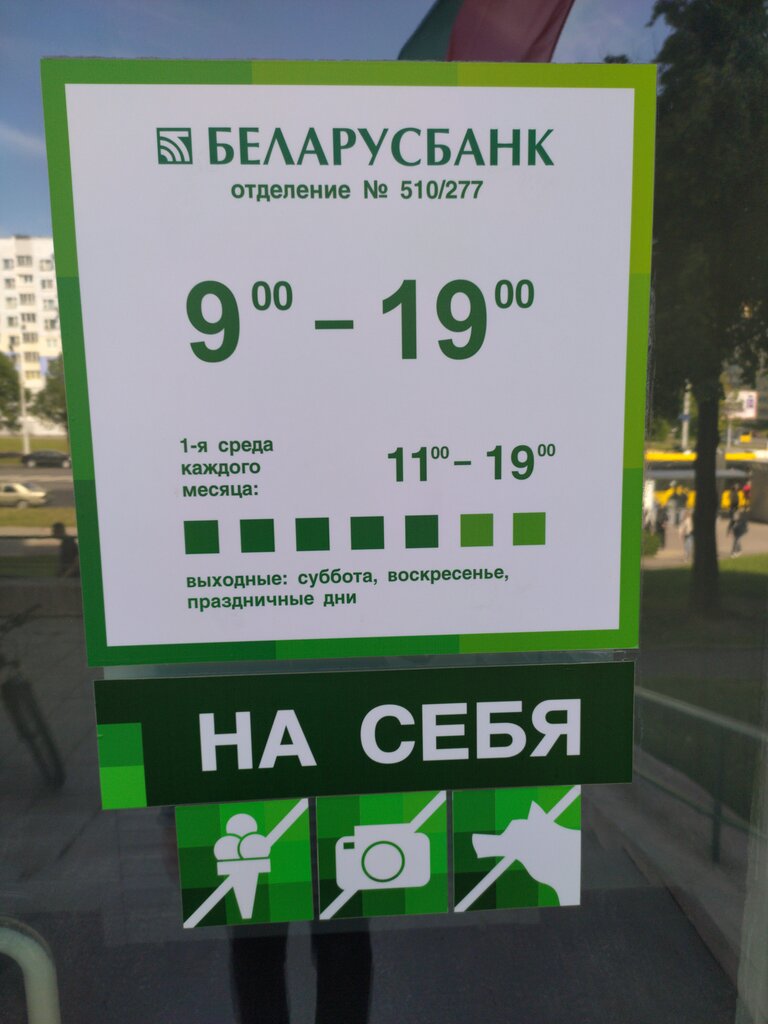 БЕЛАРУСБАНК
отделение № 510/277
9⁰⁰ – 19⁰⁰
1-я среда
каждого
месяца:
11⁰⁰ – 19⁰⁰
выходные: суббота, воскресенье,
праздничные дни
НА СЕБЯ